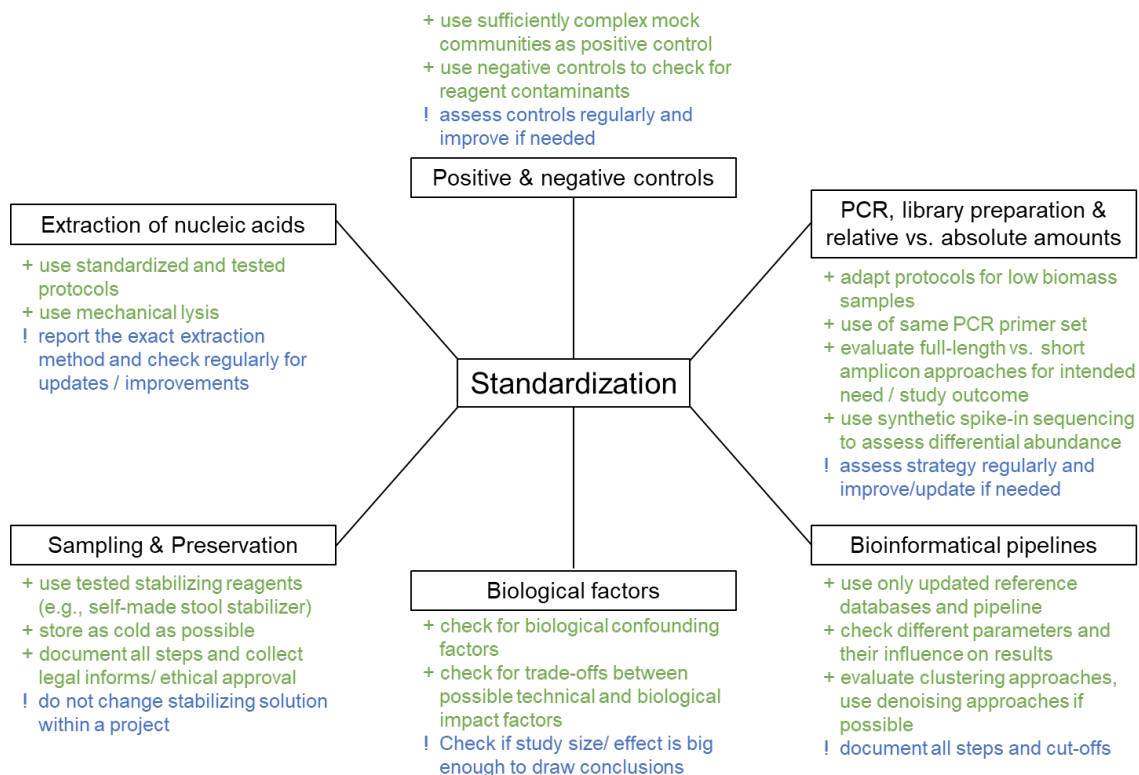 + use sufficiently complex mock
communities as positive control
+ use negative controls to check for
reagent contaminants
! assess controls regularly and
improve if needed
Positive & negative controls
Extraction of nucleic acids
+ use standardized and tested
protocols
+ use mechanical lysis
! report the exact extraction
method and check regularly for
updates / improvements
PCR, library preparation &
relative vs. absolute amounts
+ adapt protocols for low biomass
samples
+ use of same PCR primer set
+ evaluate full-length vs. short
amplicon approaches for intended
need / study outcome
+ use synthetic spike-in sequencing
to assess differential abundance
! assess strategy regularly and
improve/update if needed
Standardization
Sampling & Preservation
+ use tested stabilizing reagents
(e.g., self-made stool stabilizer)
+ store as cold as possible
+ document all steps and collect
legal informs/ ethical approval
! do not change stabilizing solution
within a project
Biological factors
+ check for biological confounding
factors
+ check for trade-offs between
possible technical and biological
impact factors
! Check if study size/ effect is big
enough to draw conclusions
Bioinformatical pipelines
+ use only updated reference
databases and pipeline
+ check different parameters and
their influence on results
+ evaluate clustering approaches,
use denoising approaches if
possible
! document all steps and cut-offs